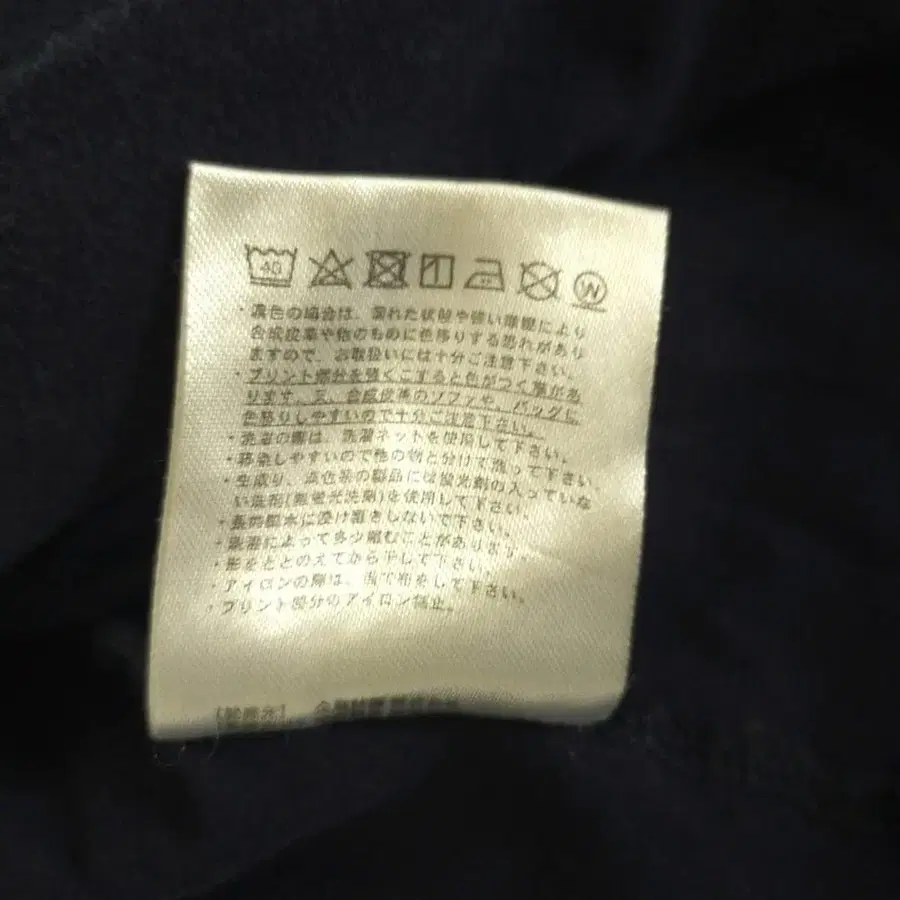 40 W
・濃色の場合は、濡れた状態や強い摩擦により
合成皮革や他のものに色移りする恐れがあり
ますので、お取扱いには十分ご注意下さい。
・プリント部分を強くこすると色がつく事があ
ります、又、合成皮革のソファや、バッグに
色移りしやすいので十分ご注意下さい。
・洗濯の際は、洗濯ネットを使用して下さい。
・移染しやすいので他の物と分けて洗って下さい。
・生成り、淡色系の製品には蛍光剤の入っていな
い洗剤(無蛍光洗剤)を使用して下さい。
・長時間水に浸け置きしないで下さい。
・洗濯によって多少縮むことがあります。
・形をととのえてから干して下さい。
・アイロンの際は、当て布をして下さい。
・プリント部分のアイロン禁止。